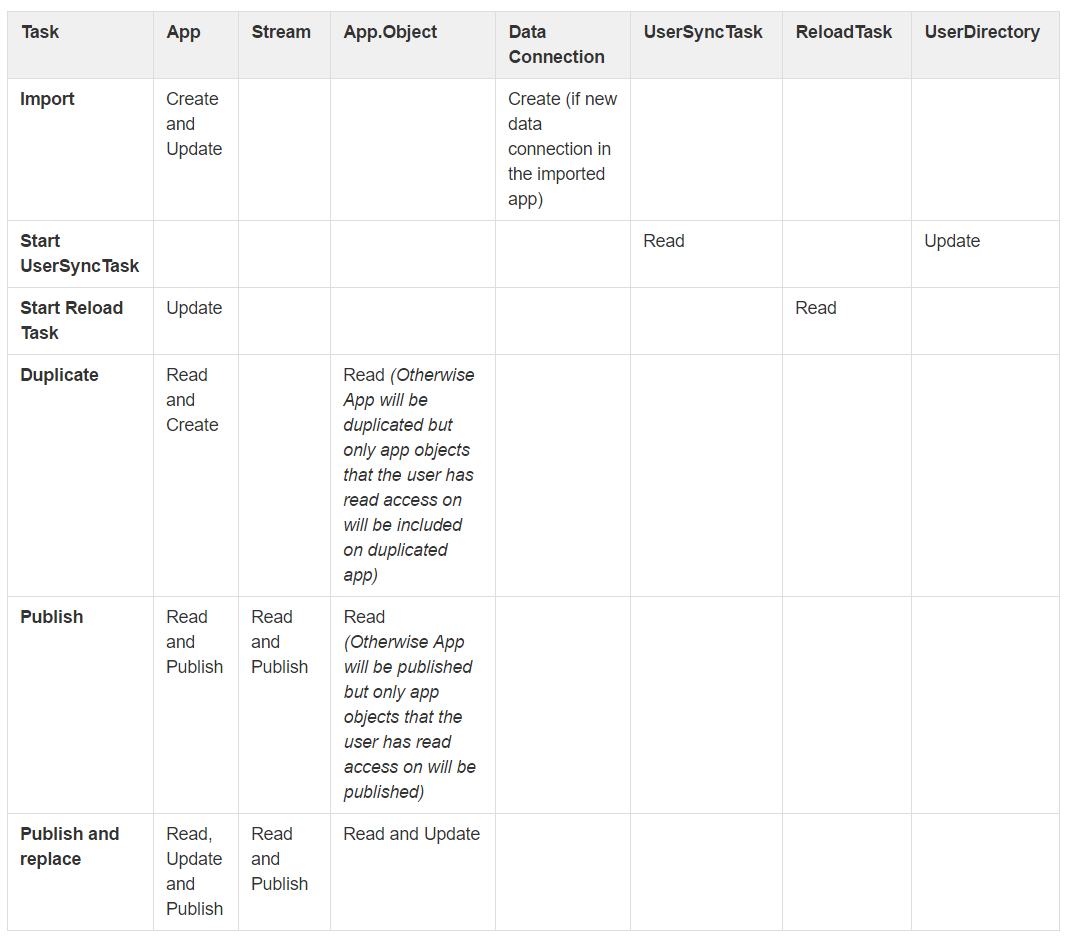 Task App Stream App.Object Data Connection UserSyncTask ReloadTask UserDirectory
Import
Create
and
Update
Create (if new
data
connection in
the imported
app)
Start
UserSyncTask
Read
Update
Start Reload
Task
Update
Read
Duplicate
Read
and
Create
Read (Otherwise
App will be
duplicated but
only app objects
that the user has
read access on
will be included
on duplicated
app)
Publish
Read
and
Publish
Read
and
Publish
Read
(Otherwise App
will be published
but only app
objects that the
user has read
access on will be
published)
Publish and
replace
Read,
Update
and
Publish
Read
and
Publish
Read and Update